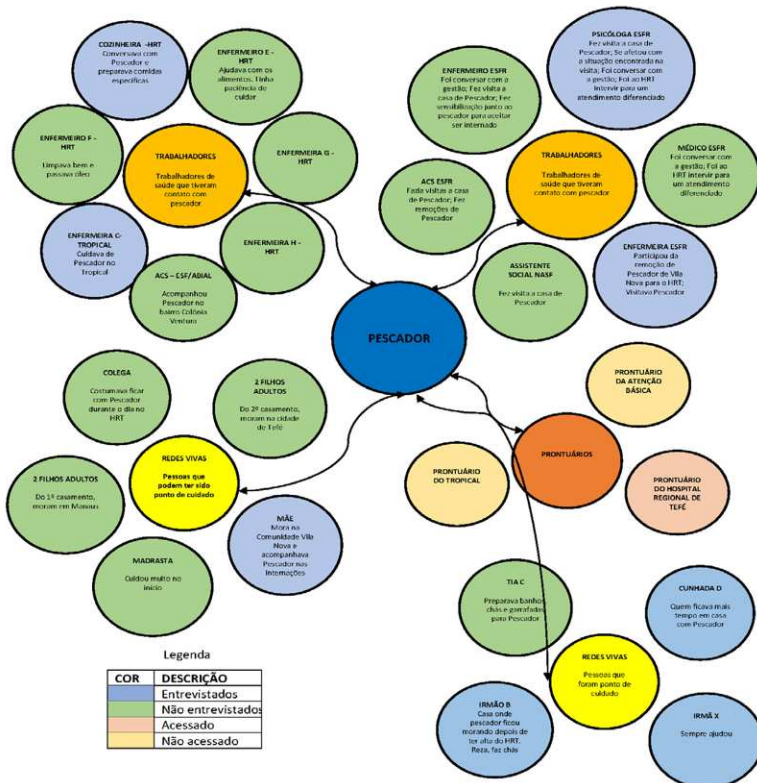 COZINHEIRA -HRT
Conversava com
Pescador e
preparava comidas
específicas
ENFERMEIRO E -
HRT
Ajudava com os
alimentos. Tinha
paciência de
cuidar
ENFERMEIRO F -
HRT
Limpava bem e
passava óleo
TRABALHADORES
Trabalhadores de
saúde que tiveram
contato com
pescador
ENFERMEIRA G -
HRT
ENFERMEIRA C-
TROPICAL
Cuidava de
Pescador no
Tropical
ENFERMEIRA H -
HRT
ACS – ESF/ABIAL
Acompanhou
Pescador no
bairro Colônia
Ventura
PSICÓLOGA ESFR
Fez visita a casa de
Pescador; Se afetou com
a situação encontrada na
visita; Foi conversar com
a gestão; Foi ao HRT
intervir para um
atendimento diferenciado
ENFERMEIRO ESFR
Foi conversar com a
gestão; Fez visita a
casa de Pescador; Fez
sensibilização junto ao
pescador para aceitar
ser internado
MÉDICO ESFR
Foi conversar com
a gestão; Foi ao
HRT intervir para
um atendimento
diferenciado
TRABALHADORES
Trabalhadores de
saúde que tiveram
contato com pescador
ACS ESFR
Fazia visitas a casa
de Pescador; Fez
remoções de
Pescador
ENFERMEIRA ESFR
Participou da
remoção de
Pescador de Vila
Nova para o HRT;
Visitava Pescador
ASSISTENTE
SOCIAL NASF
Fez visita a casa de
Pescador
PESCADOR
COLEGA
Costumava ficar
com Pescador
durante o dia no
HRT
2 FILHOS
ADULTOS
Do 2º casamento,
moram na cidade
de Tefé
REDES VIVAS
Pessoas que
podem ter sido
ponto de cuidado
2 FILHOS ADULTOS
Do 1º casamento,
moram em Manaus
MÃE
Mora na
Comunidade Vila
Nova e
acompanhava
Pescador nas
Internações
MADRASTA
Cuidou muito no
início
PRONTUÁRIO
DA ATENÇÃO
BÁSICA
PRONTUÁRIOS
PRONTUÁRIO
DO TROPICAL
PRONTUÁRIO
DO HOSPITAL
REGIONAL DE
TEFÉ
TIA C
Preparava banhos,
chás e garrafadas
para Pescador
CUNHADA D
Quem ficava mais
tempo em casa
com Pescador
REDES VIVAS
Pessoas que
foram ponto de
cuidado
IRMÃO B
Casa onde
pescador ficou
morando depois de
ter alta do HRT.
Reza, faz chás
IRMÃ X
Sempre ajudou
Legenda
COR DESCRIÇÃO
Entrevistados
Não entrevistados
Acessado
Não acessado